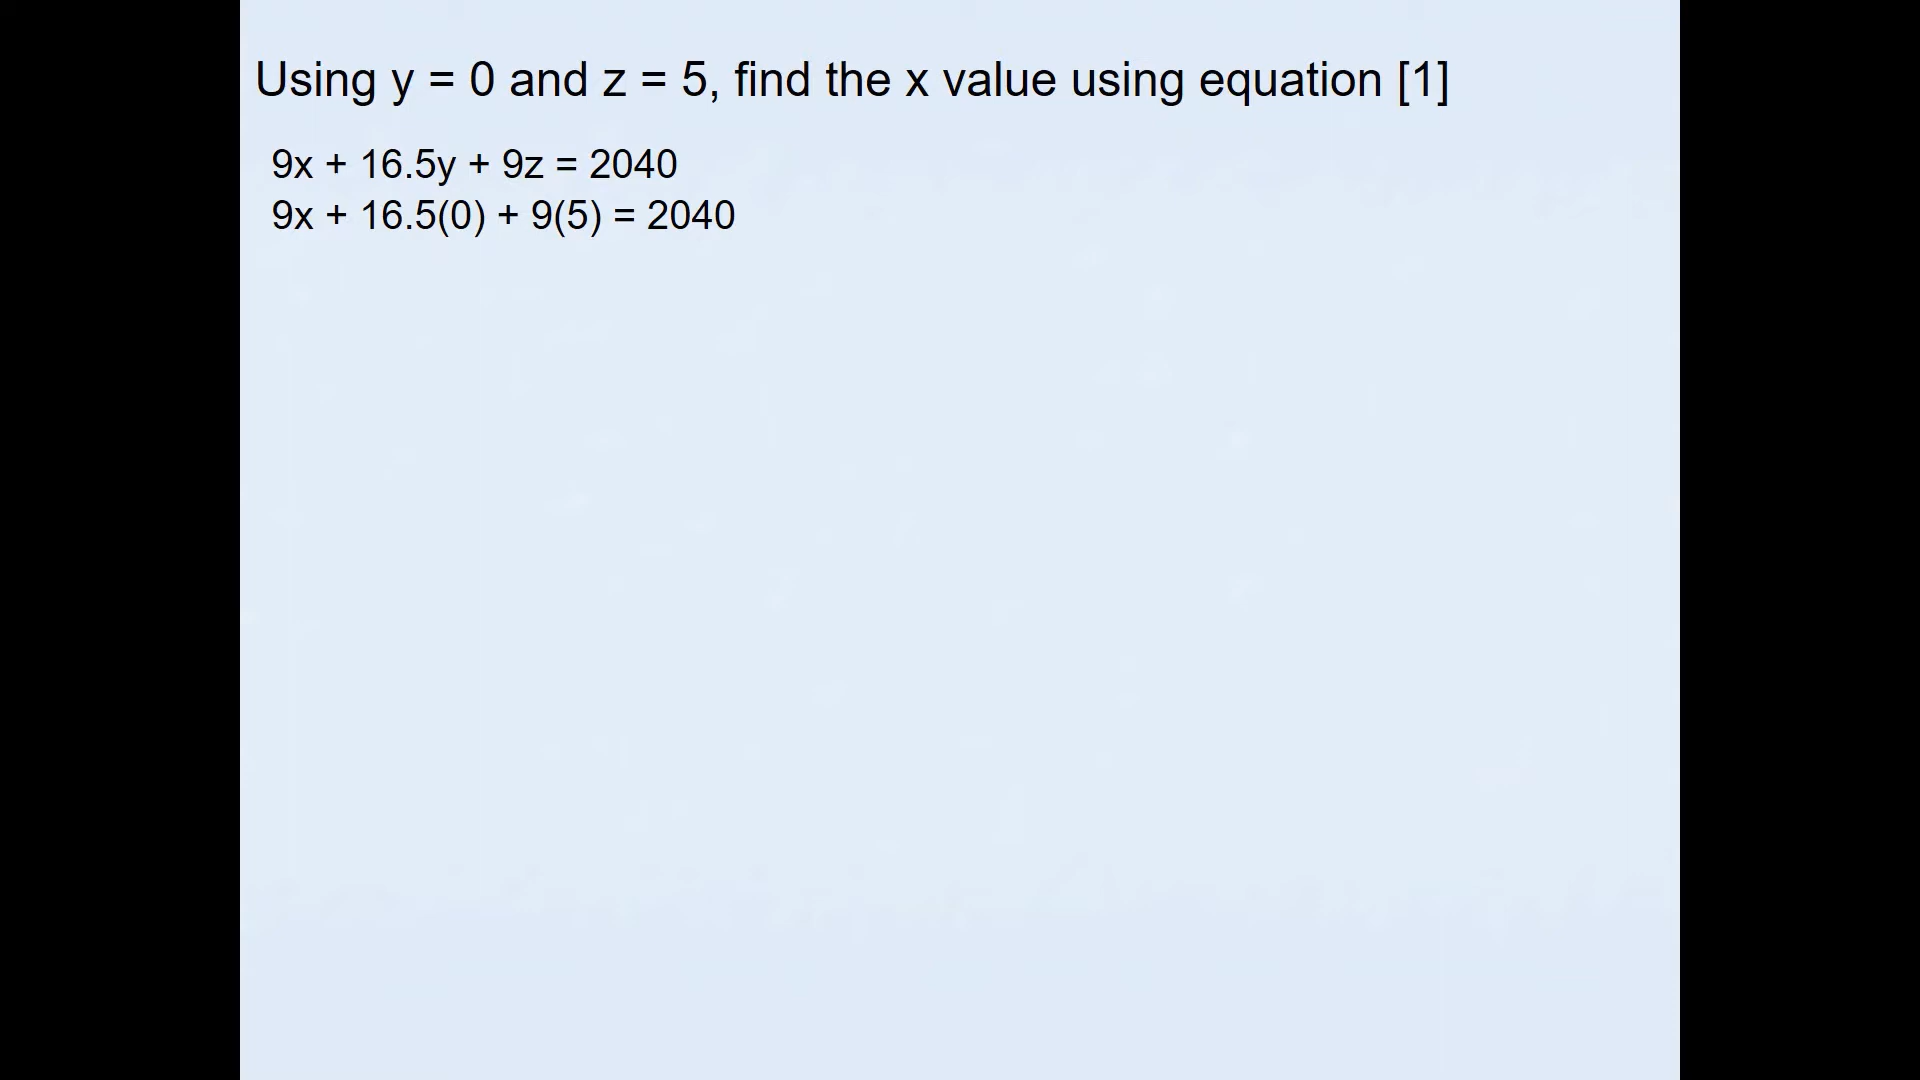 Using y = 0 and z = 5, find the x value using equation [1]
9x + 16.5y + 9z = 2040
9x + 16.5(0) + 9(5) = 2040